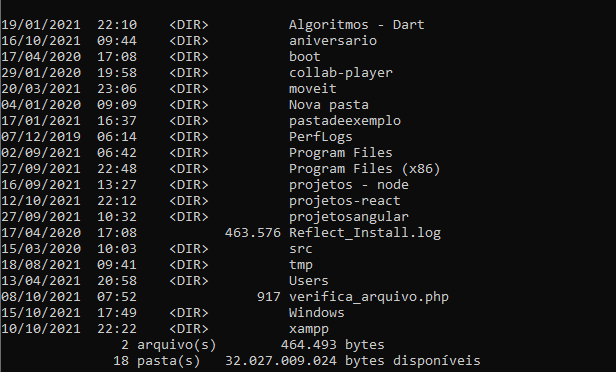 19/01/2021  22:10    <DIR>          Algoritmos - Dart
16/10/2021  09:44    <DIR>          aniversario
17/04/2020  17:08    <DIR>          boot
29/01/2020  19:58    <DIR>          collab-player
20/03/2021  23:06    <DIR>          moveit
04/01/2020  09:09    <DIR>          Nova pasta
17/01/2021  16:37    <DIR>          pastadeexemplo
07/12/2019  06:14    <DIR>          PerfLogs
02/09/2021  06:42    <DIR>          Program Files
27/09/2021  22:48    <DIR>          Program Files (x86)
16/09/2021  13:27    <DIR>          projetos - node
12/10/2021  22:12    <DIR>          projetos-react
27/09/2021  10:32    <DIR>          projetosangular
17/04/2020  17:08           463.576 Reflect_Install.log
15/03/2020  10:03    <DIR>          src
18/08/2021  09:41    <DIR>          tmp
13/04/2021  20:58    <DIR>          Users
08/10/2021  07:52               917 verifica_arquivo.php
15/10/2021  17:49    <DIR>          Windows
10/10/2021  22:22    <DIR>          xampp
2 arquivo(s)        464.493 bytes
18 pasta(s)   32.027.009.024 bytes disponíveis